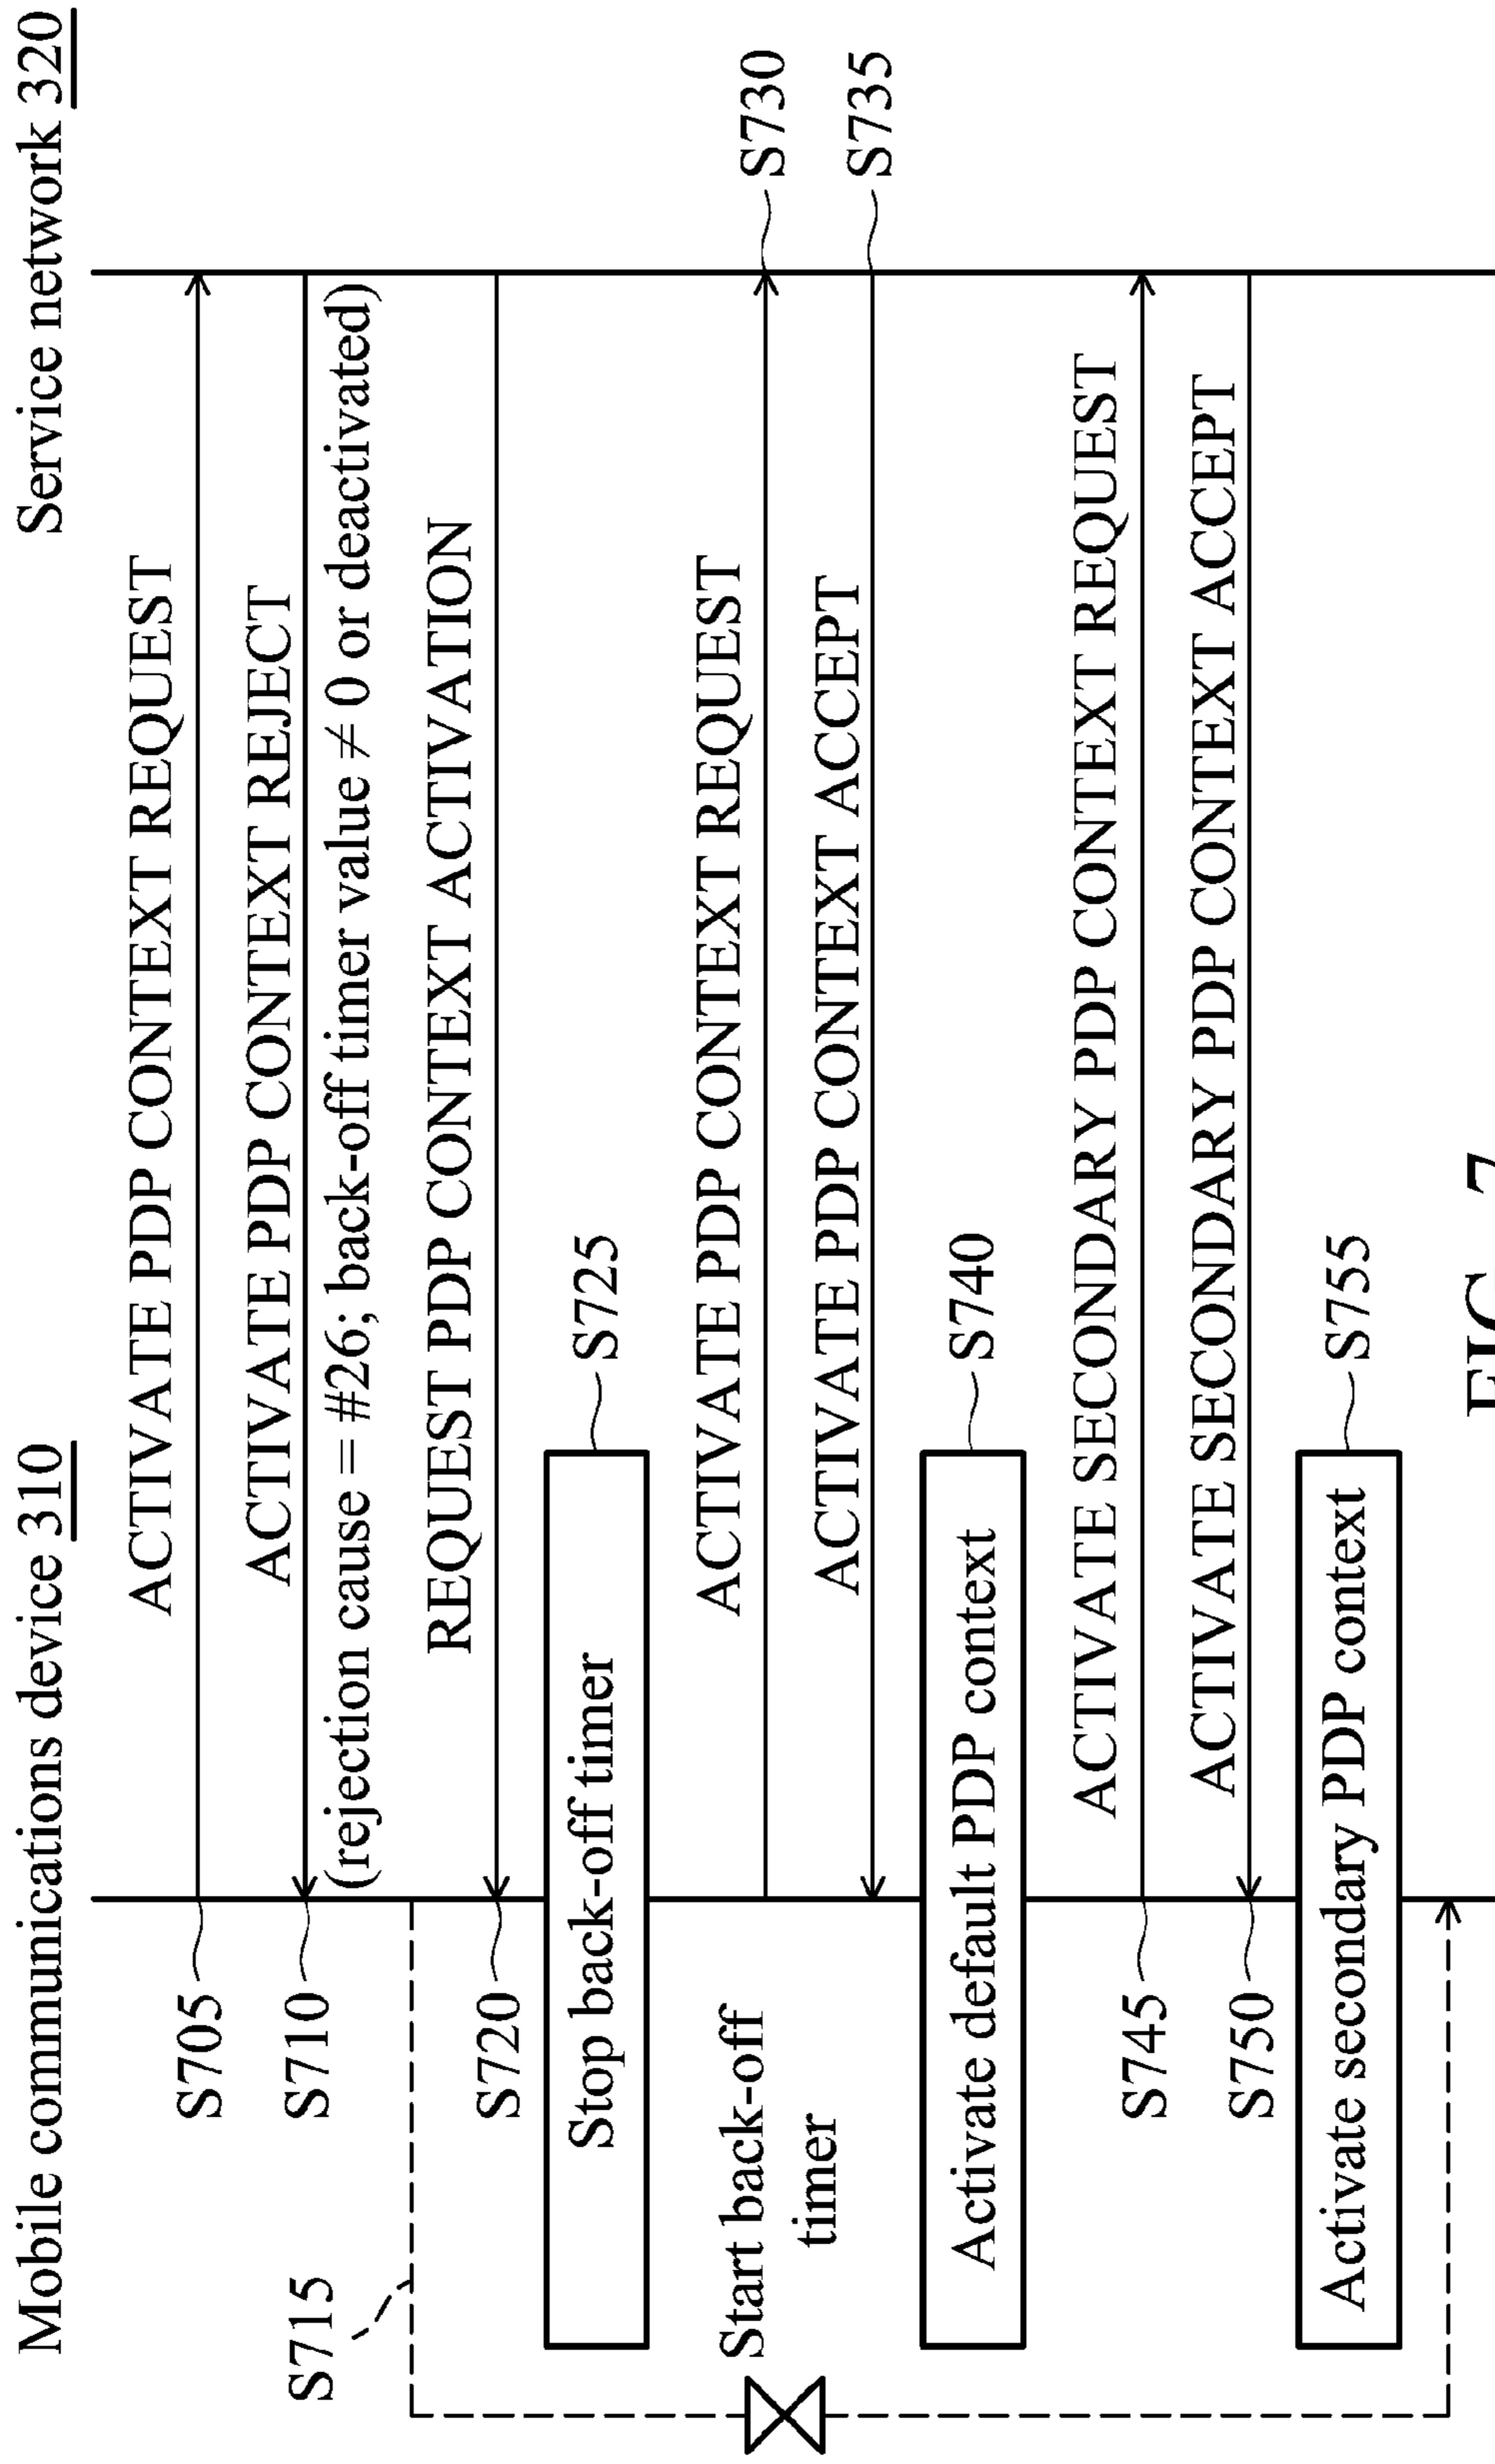 Mobile communications device 310
Service network 320
ACTIVATE PDP CONTEXT REQUEST
S705
ACTIVATE PDP CONTEXT REJECT
S710
(rejection cause = #26; back-off timer value ≠ 0 or deactivated)
S715
REQUEST PDP CONTEXT ACTIVATION
S720
Stop back-off timer
S725
Start back-off
timer
ACTIVATE PDP CONTEXT REQUEST
S730
ACTIVATE PDP CONTEXT ACCEPT
S735
Activate default PDP context
S740
ACTIVATE SECONDARY PDP CONTEXT REQUEST
S745
ACTIVATE SECONDARY PDP CONTEXT ACCEPT
S750
Activate secondary PDP context
S755
FIG. 7